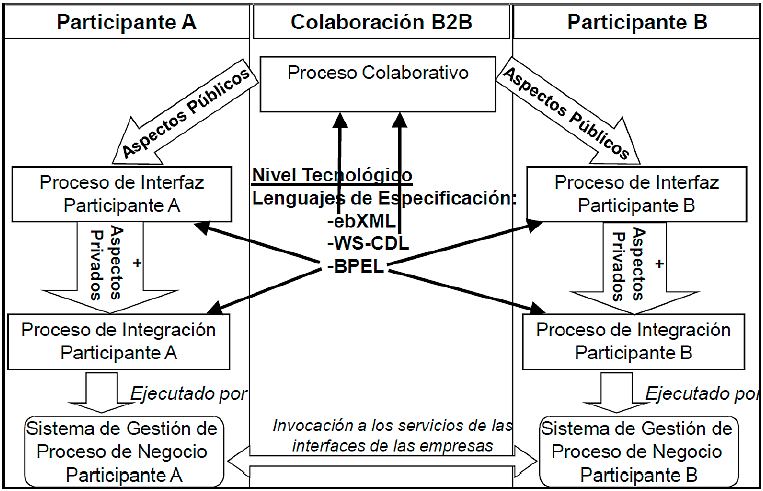 Participante A
Colaboración B2B
Participante B
Proceso Colaborativo
Aspectos Públicos
Aspectos Públicos
Proceso de Interfaz
Participante A
Nivel Tecnológico
Lenguajes de Especificación:
-ebXML
-WS-CDL
-BPEL
Proceso de Interfaz
Participante B
+
Aspectos
Privados
+
Aspectos
Privados
Proceso de Integración
Participante A
Proceso de Integración
Participante B
Ejecutado por
Ejecutado por
Sistema de Gestión de
Proceso de Negocio
Participante A
Invocación a los servicios de las
interfaces de las empresas
Sistema de Gestión de
Proceso de Negocio
Participante B